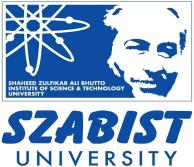 SHAHEED ZULFIKAR ALI BHUTTO
INSTITUTE OF SCIENCE & TECHNOLOGY
UNIVERSITY
SZABIST
UNIVERSITY